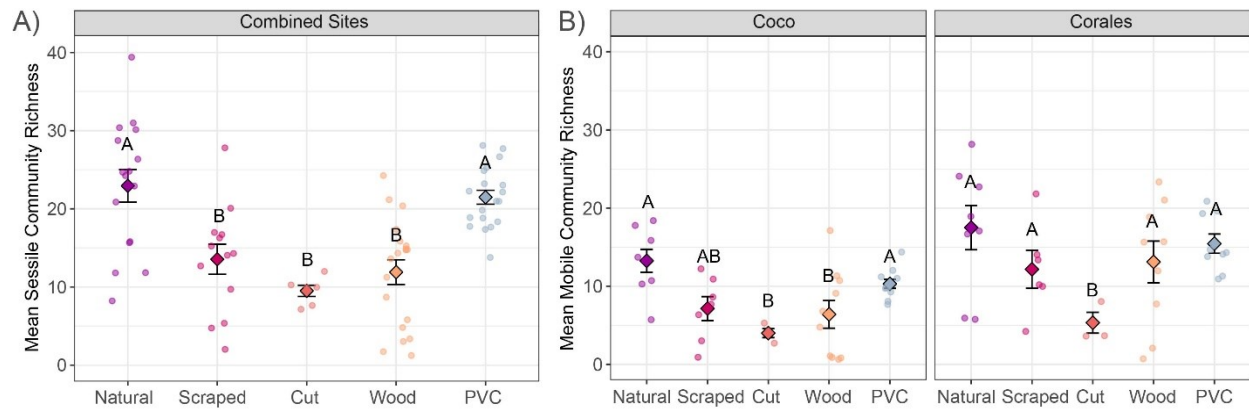 A)
Combined Sites
Mean Sessile Community Richness
40
30
20
10
0
A
B
B
B
A
Natural Scraped Cut Wood PVC
B)
Coco
Corales
Mean Mobile Community Richness
40
30
20
10
0
A
AB
B
B
A
A
A
B
A
A
Natural Scraped Cut Wood PVC
Natural Scraped Cut Wood PVC